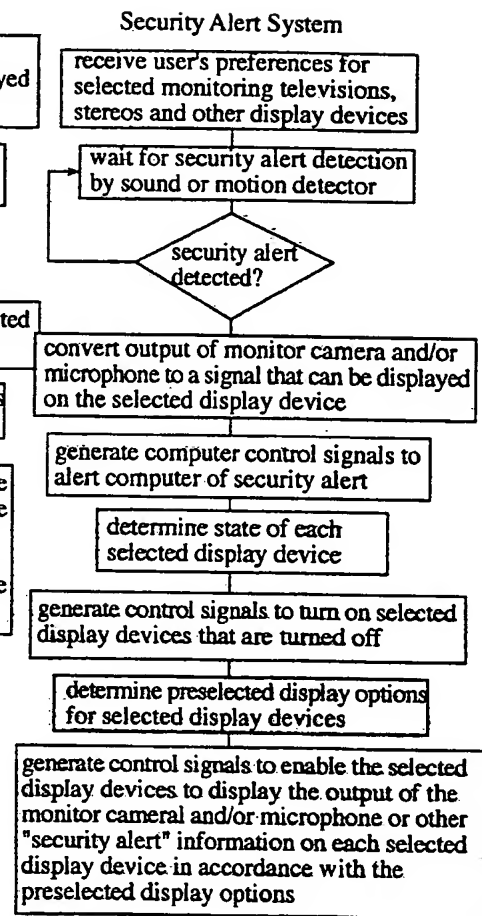 Security Alert System
receive user's preferences for
selected monitoring televisions,
stereos and other display devices
yed
wait for security alert detection
by sound or motion detector
security alert
detected?
ted
convert output of monitor camera and/or
microphone to a signal that can be displayed
on the selected display device
generate computer control signals to
alert computer of security alert
e
e
determine state of each
selected display device
e
generate control signals to turn on selected
display devices that are turned off
determine preselected display options
for selected display devices
generate control signals to enable the selected
display devices to display the output of the
monitor cameral and/or microphone or other
"security alert" information on each selected
display device in accordance with the
preselected display options